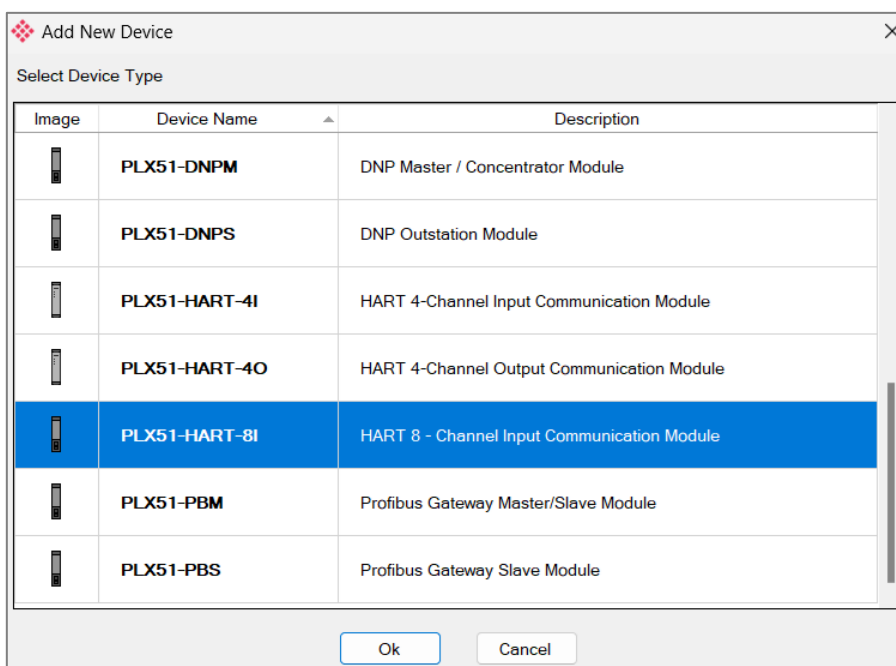 Add New Device
Select Device Type
Image Device Name Description
PLX51-DNPM DNP Master / Concentrator Module
PLX51-DNPS DNP Outstation Module
PLX51-HART-4I HART 4-Channel Input Communication Module
PLX51-HART-4O HART 4-Channel Output Communication Module
PLX51-HART-8I HART 8 - Channel Input Communication Module
PLX51-PBM Profibus Gateway Master/Slave Module
PLX51-PBS Profibus Gateway Slave Module
Ok Cancel